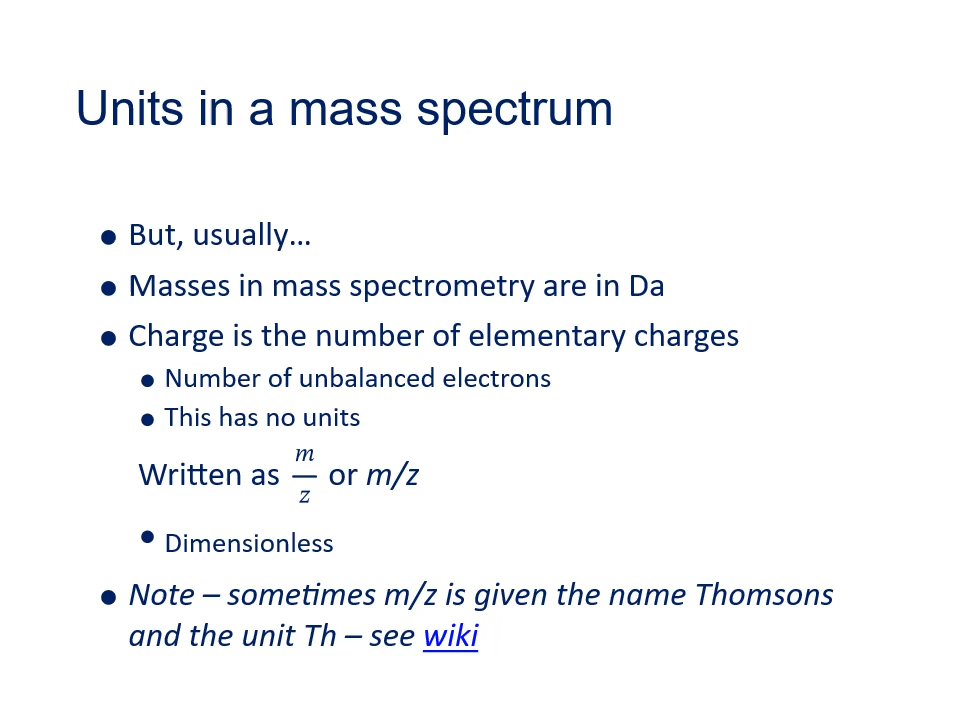 Units in a mass spectrum
● But, usually…
● Masses in mass spectrometry are in Da
● Charge is the number of elementary charges
● Number of unbalanced electrons
● This has no units
Written as m/z or m/z
● Dimensionless
● Note – sometimes m/z is given the name Thomsons
and the unit Th – see wiki